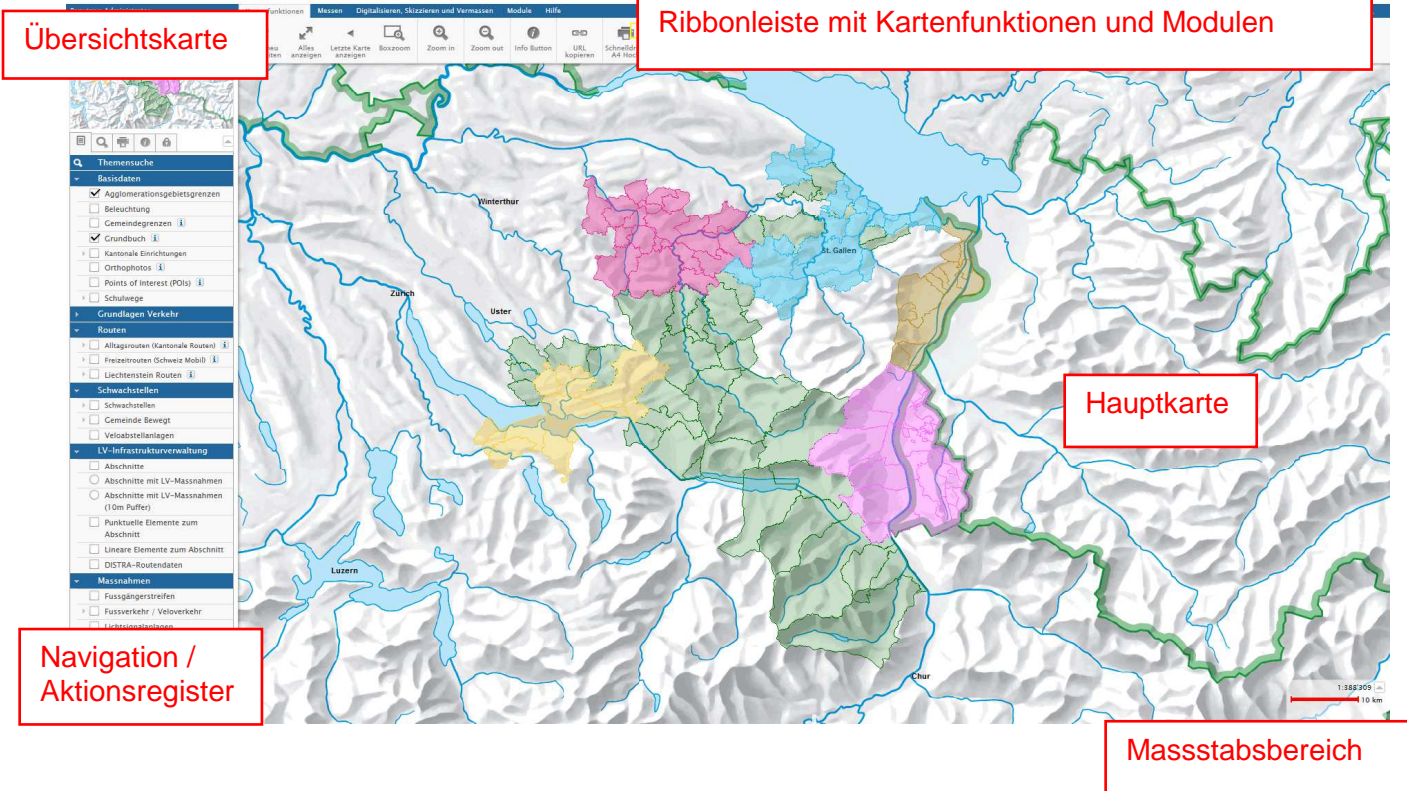 Übersichtskarte
Ribbonleiste mit Kartenfunktionen und Modulen
Messen Digitalisieren, Skizzieren und Vermassen Module Hilfe
Alles anzeigen
Letzte Karte anzeigen
Boxzoom
Zoom in
Zoom out
Info Button
URL kopieren
A4
Themensuche
Basisdaten
Agglomerationsgebietsgrenzen
Beleuchtung
Gemeindegrenzen
Grundbuch
Kantonale Einrichtungen
Orthophotos
Points of Interest (POIs)
Schulwege
Grundlagen Verkehr
Routen
Alltagsrouten (Kantonale Routen)
Freizeitrouten (Schweiz Mobil)
Liechtenstein Routen
Schwachstellen
Schwachstellen
Gemeinde Bewegt
Veloabstellanlagen
LV-Infrastrukturverwaltung
Abschnitte
Abschnitte mit LV-Massnahmen
Abschnitte mit LV-Massnahmen
(10m Puffer)
Punktuelle Elemente zum
Abschnitt
Lineare Elemente zum Abschnitt
DISTRA-Routendaten
Massnahmen
Fussgängerstreifen
Fussverkehr / Veloverkehr
Lichtsignalanlagen
Navigation /
Aktionsregister
Winterthur
St. Gallen
Zürich
Uster
Luzern
Chur
Hauptkarte
1:388'309
10 km
Massstabsbereich